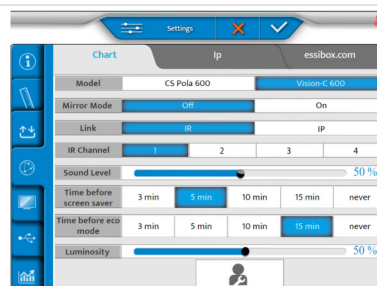 Settings
Chart Ip essibox.com
Model CS Pola 600 Vision-C 600
Mirror Mode Off On
Link IR IP
IR Channel 1 2 3 4
Sound Level 50 %
Time before
screen saver 3 min 5 min 10 min 15 min never
Time before eco
mode 3 min 5 min 10 min 15 min never
Luminosity 50 %